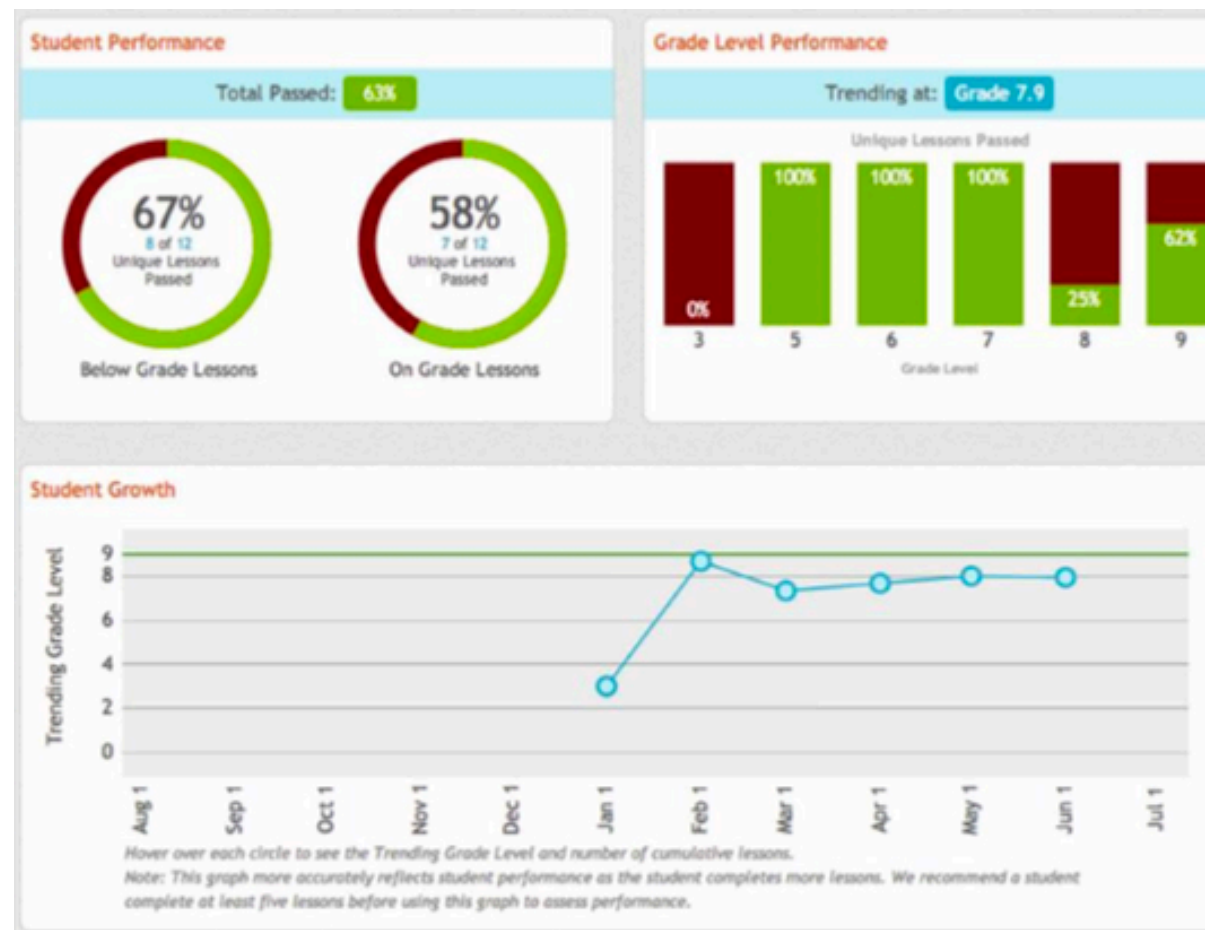 Student Performance
Total Passed: 63%
67%
8 of 12
Unique Lessons
Passed
Below Grade Lessons
58%
7 of 12
Unique Lessons
Passed
On Grade Lessons
Grade Level Performance
Trending at: Grade 7.9
Unique Lessons Passed
0% 100% 100% 100% 25% 62%
3 5 6 7 8 9
Grade Level
Student Growth
Trending Grade Level
9
8
6
4
2
0
Aug 1 Sep 1 Oct 1 Nov 1 Dec 1 Jan 1 Feb 1 Mar 1 Apr 1 May 1 Jun 1 Jul 1
Hover over each circle to see the Trending Grade Level and number of cumulative lessons.
Note: This graph more accurately reflects student performance as the student completes more lessons. We recommend a student
complete at least five lessons before using this graph to assess performance.